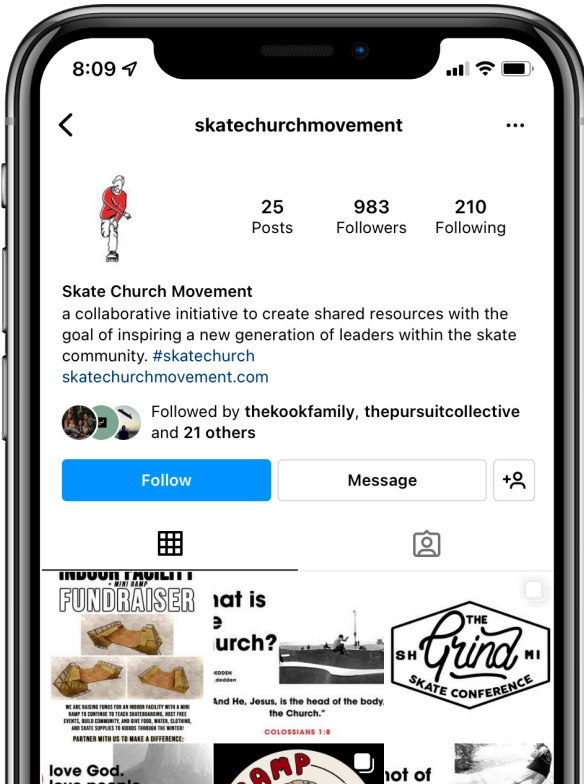 8:09
skatechurchmovement
25
983
210
Posts
Followers
Following
Skate Church Movement
a collaborative initiative to create shared resources with the
goal of inspiring a new generation of leaders within the skate
community. #skatechurch
skatechurchmovement.com
Followed by thekookfamily, thepursuitcollective
and 21 others
Follow
Message
INDOOR FACILITY
+ MINI RAMP
FUNDRAISER
WE ARE RAISING FUNDS FOR AN INDOOR FACILITY WITH A MINI
RAMP TO CONTINUE TO TEACH SKATEBOARDING, HOST FREE
EVENTS, BUILD COMMUNITY, AND GIVE FOOD, WATER, CLOTHING,
AND SKATE SUPPLIES TO KIDDOS THROUGH THE WINTER!
PARTNER WITH US TO MAKE A DIFFERENCE:
hat is
e
urch?
EDDEN
_dedden
And He, Jesus, is the head of the body,
the Church."
COLOSSIANS 1:8
THE
SH Grind MI
SKATE CONFERENCE
love God.
love people
RAMP
not of